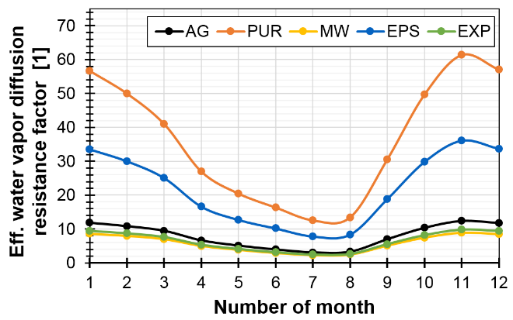 AG PUR MW EPS EXP
Eff. water vapor diffusion
resistance factor [1]
70
60
50
40
30
20
10
0
1 2 3 4 5 6 7 8 9 10 11 12
Number of month